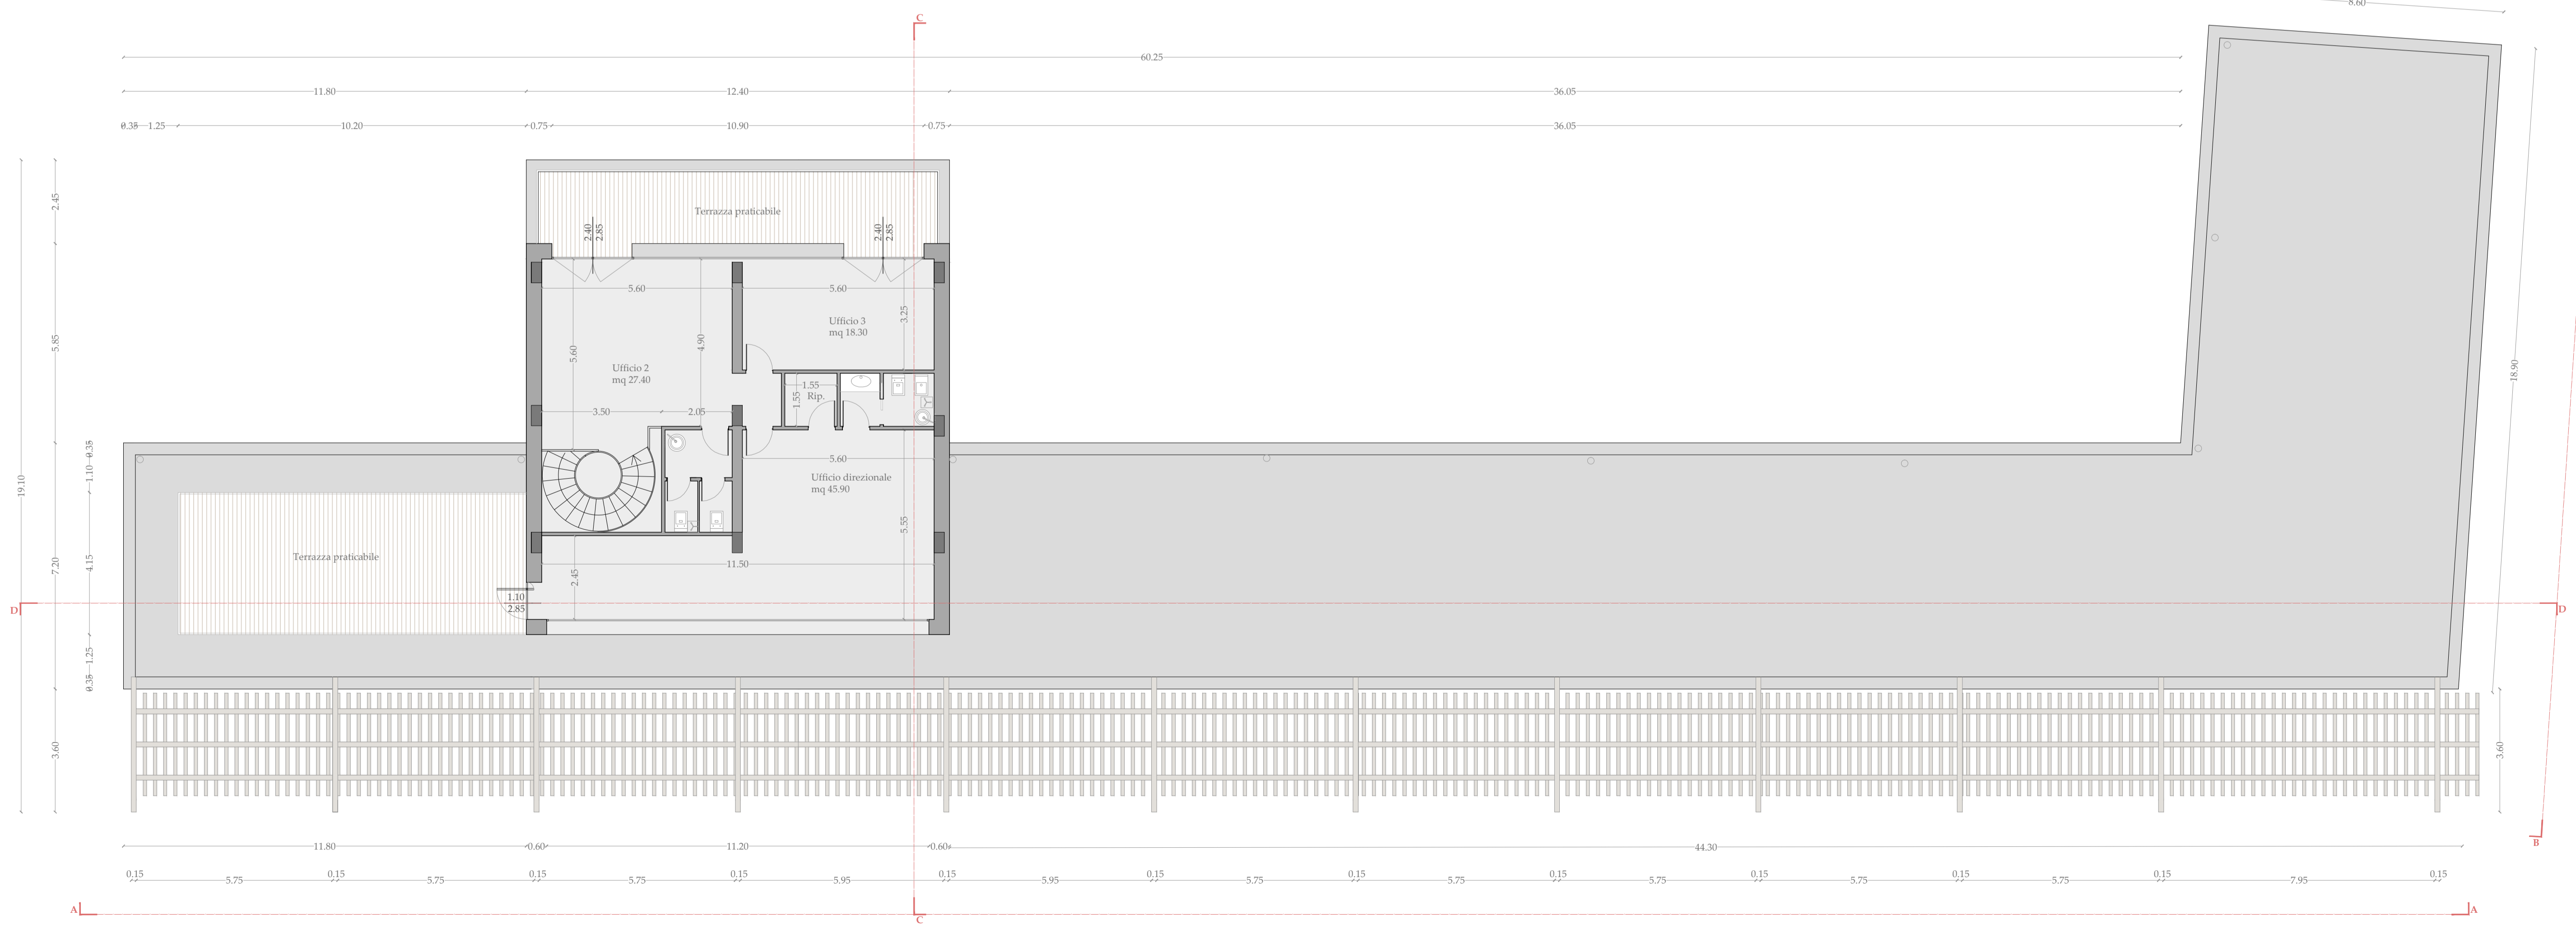 8.60
C
60.25
11.80 12.40 36.05
0.35 1.25 10.20 0.75 10.90 0.75 36.05
2.45
Terrazza praticabile
2.40
2.85
2.40
2.85
5.60 5.60
3.25
Ufficio 3
mq 18.30
5.85
5.60
4.90
Ufficio 2
mq 27.40
18.90
1.55
1.55
Rip.
3.50 2.05
0.35
1.10
5.60
Ufficio direzionale
mq 45.90
19.10
5.55
Terrazza praticabile
7.20
4.15
11.50
2.45
1.10
2.85
D D
1.25
0.35
3.60
3.60
B
11.80 0.60 11.20 0.60 44.30
0.15 0.15 0.15 0.15 0.15 0.15 0.15 0.15 0.15 0.15 0.15 0.15
5.75 5.75 5.75 5.95 5.95 5.75 5.75 5.75 5.75 5.75 7.95
A A
C